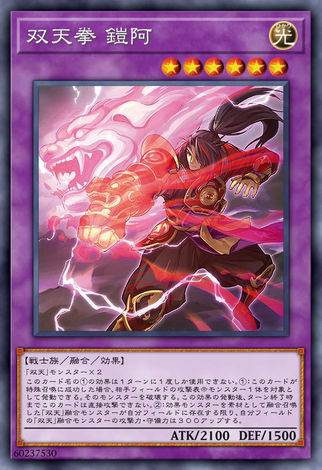 双天拳 鎧阿
光
【戦士族／融合／効果】
「双天」モンスター×２
このカード名の①の効果は１ターンに１度しか使用できない。①：このカードが
特殊召喚に成功した場合、相手フィールドの攻撃表示モンスター１体を対象と
して発動できる。そのモンスターを破壊する。この効果の発動後、ターン終了時
までこのカードは直接攻撃できない。②：効果モンスターを素材として融合召喚し
た「双天」融合モンスターが自分フィールドに存在する限り、自分フィールドの
「双天」融合モンスターの攻撃力・守備力は３００アップする。
ATK/2100 DEF/1500
60237530